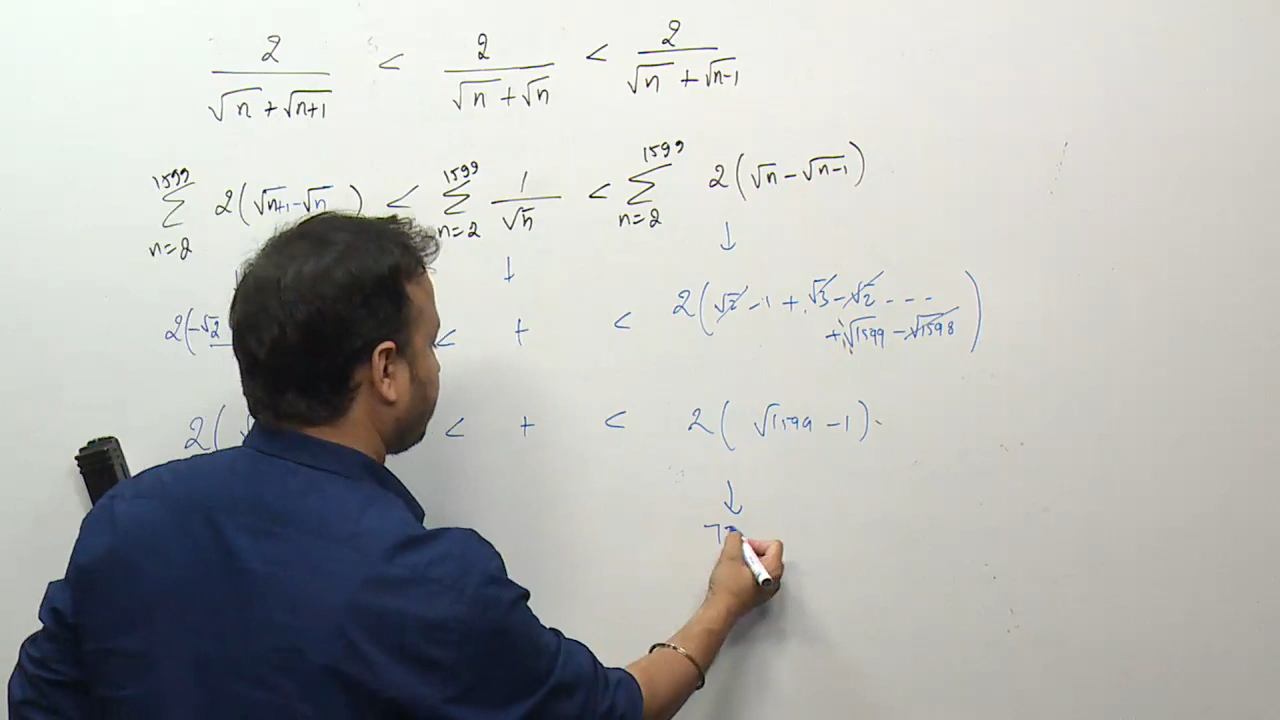 2/(√n + √n+1) < 2/(√n + √n) < 2/(√n + √n-1)
1599 Σ n=2 2(√n+1 - √n) < 1599 Σ n=2 1/√n < 1599 Σ n=2 2(√n - √n-1)
↓ ↓
2(-√2 < + < 2(√2 - 1 + √3 - √2 - - -
+√1599 - √1598)
2(√ < + < 2(√1599 - 1).
↓
7